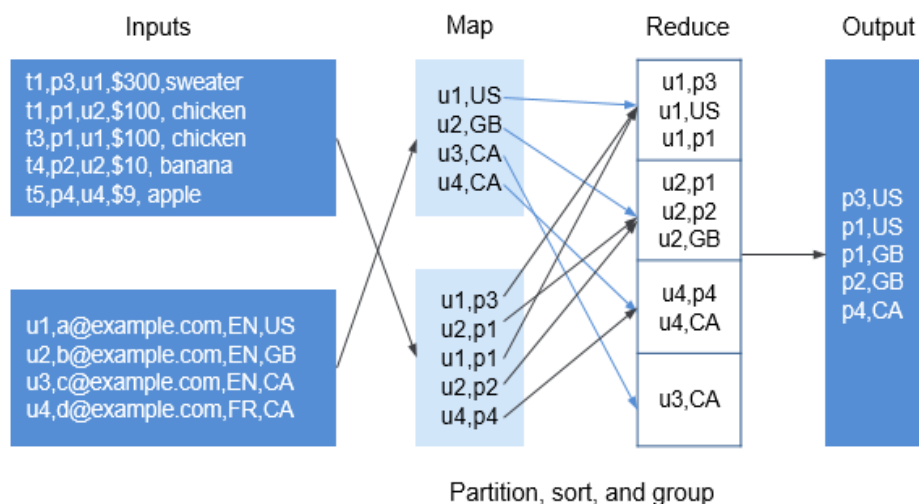 Inputs
Map
Reduce
Output
t1,p3,u1,$300,sweater
t1,p1,u2,$100, chicken
t3,p1,u1,$100, chicken
t4,p2,u2,$10, banana
t5,p4,u4,$9, apple
u1,a@example.com,EN,US
u2,b@example.com,EN,GB
u3,c@example.com,EN,CA
u4,d@example.com,FR,CA
u1,US
u2,GB
u3,CA
u4,CA
u1,p3
u2,p1
u1,p1
u2,p2
u4,p4
u1,p3
u1,US
u1,p1
u2,p1
u2,p2
u2,GB
u4,p4
u4,CA
u3,CA
p3,US
p1,US
p1,GB
p2,GB
p4,CA
Partition, sort, and group